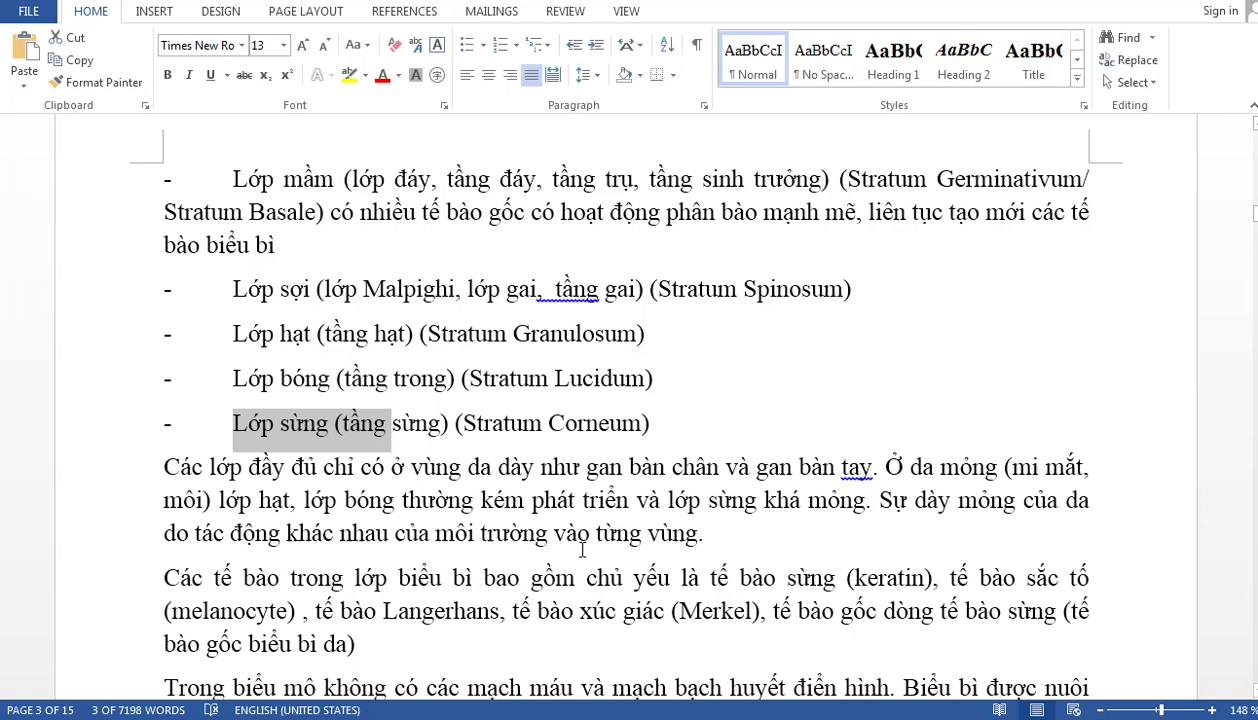 FILE HOME INSERT DESIGN PAGE LAYOUT REFERENCES MAILINGS REVIEW VIEW Sign in
Cut
Copy
Format Painter
Paste
Clipboard
Times New Ro 13
Font
Paragraph
AaBbCcI AaBbCcI AaBbC AaBbC AaBb(
¶ Normal ¶ No Spac... Heading 1 Heading 2 Title
Styles
Find
Replace
Select
Editing
- Lớp mầm (lớp đáy, tầng đáy, tầng trụ, tầng sinh trưởng) (Stratum Germinativum/
Stratum Basale) có nhiều tế bào gốc có hoạt động phân bào mạnh mẽ, liên tục tạo mới các tế
bào biểu bì
- Lớp sợi (lớp Malpighi, lớp gai,  tầng gai) (Stratum Spinosum)
- Lớp hạt (tầng hạt) (Stratum Granulosum)
- Lớp bóng (tầng trong) (Stratum Lucidum)
- Lớp sừng (tầng sừng) (Stratum Corneum)
Các lớp đầy đủ chỉ có ở vùng da dày như gan bàn chân và gan bàn tay. Ở da mỏng (mi mắt,
môi) lớp hạt, lớp bóng thường kém phát triển và lớp sừng khá mỏng. Sự dày mỏng của da
do tác động khác nhau của môi trường vào từng vùng.
Các tế bào trong lớp biểu bì bao gồm chủ yếu là tế bào sừng (keratin), tế bào sắc tố
(melanocyte) , tế bào Langerhans, tế bào xúc giác (Merkel), tế bào gốc dòng tế bào sừng (tế
bào gốc biểu bì da)
Trong biểu mô không có các mạch máu và mạch bạch huyết điển hình. Biểu bì được nuôi
PAGE 3 OF 15 3 OF 7198 WORDS ENGLISH (UNITED STATES) 148 %